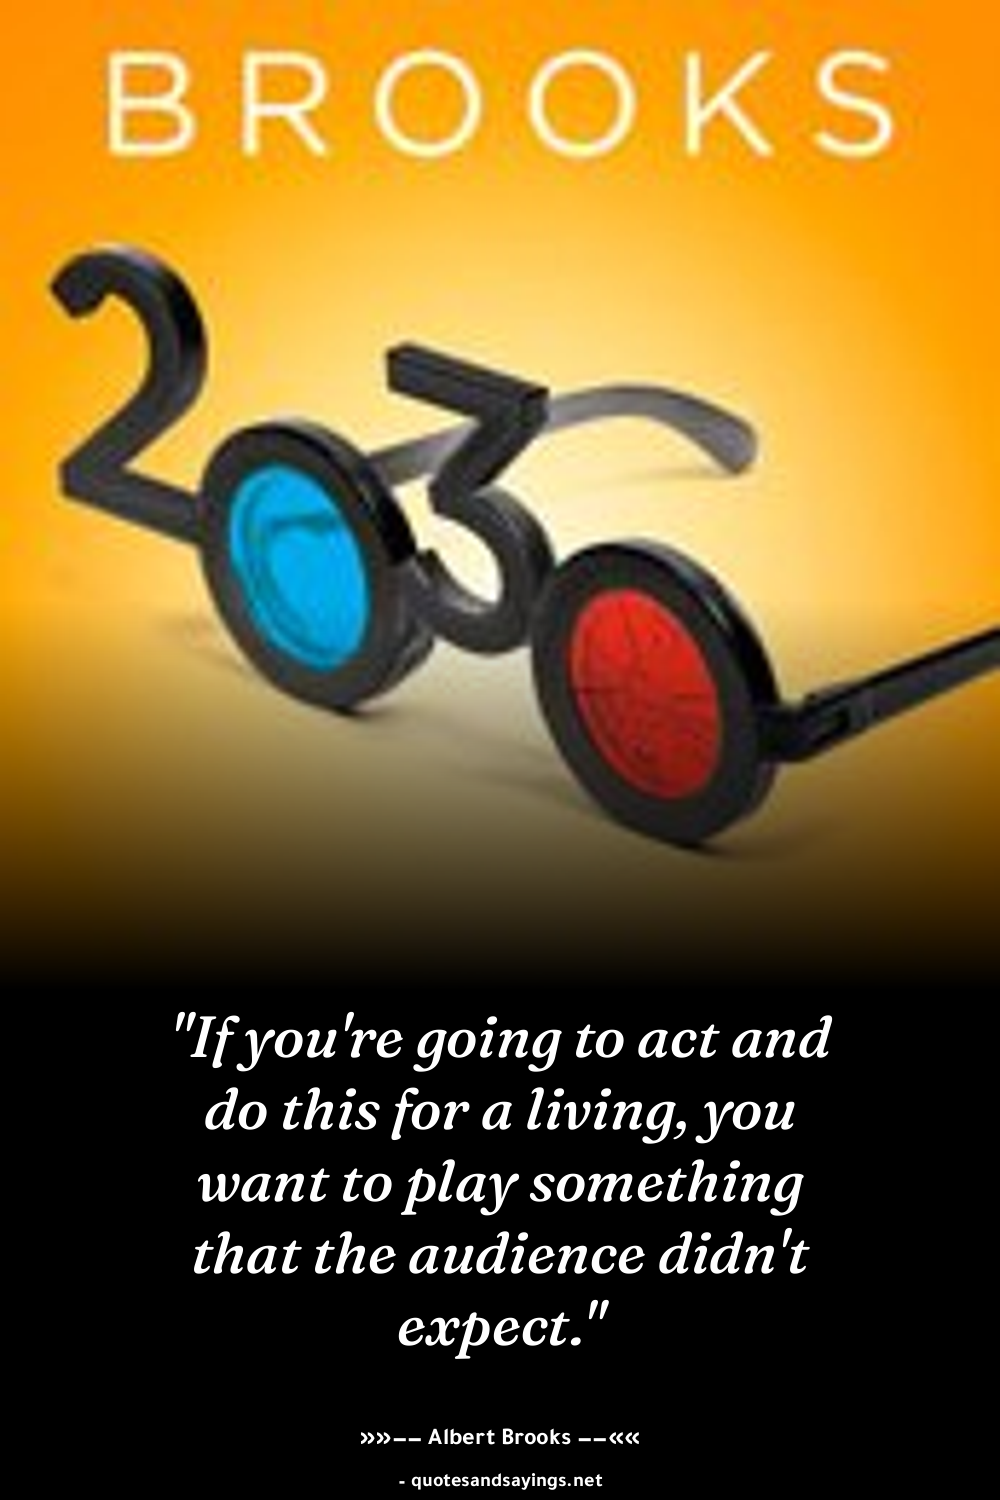 BROOKS
2030
"If you're going to act and
do this for a living, you
want to play something
that the audience didn't
expect."
»»−− Albert Brooks −−««
- quotesandsayings.net